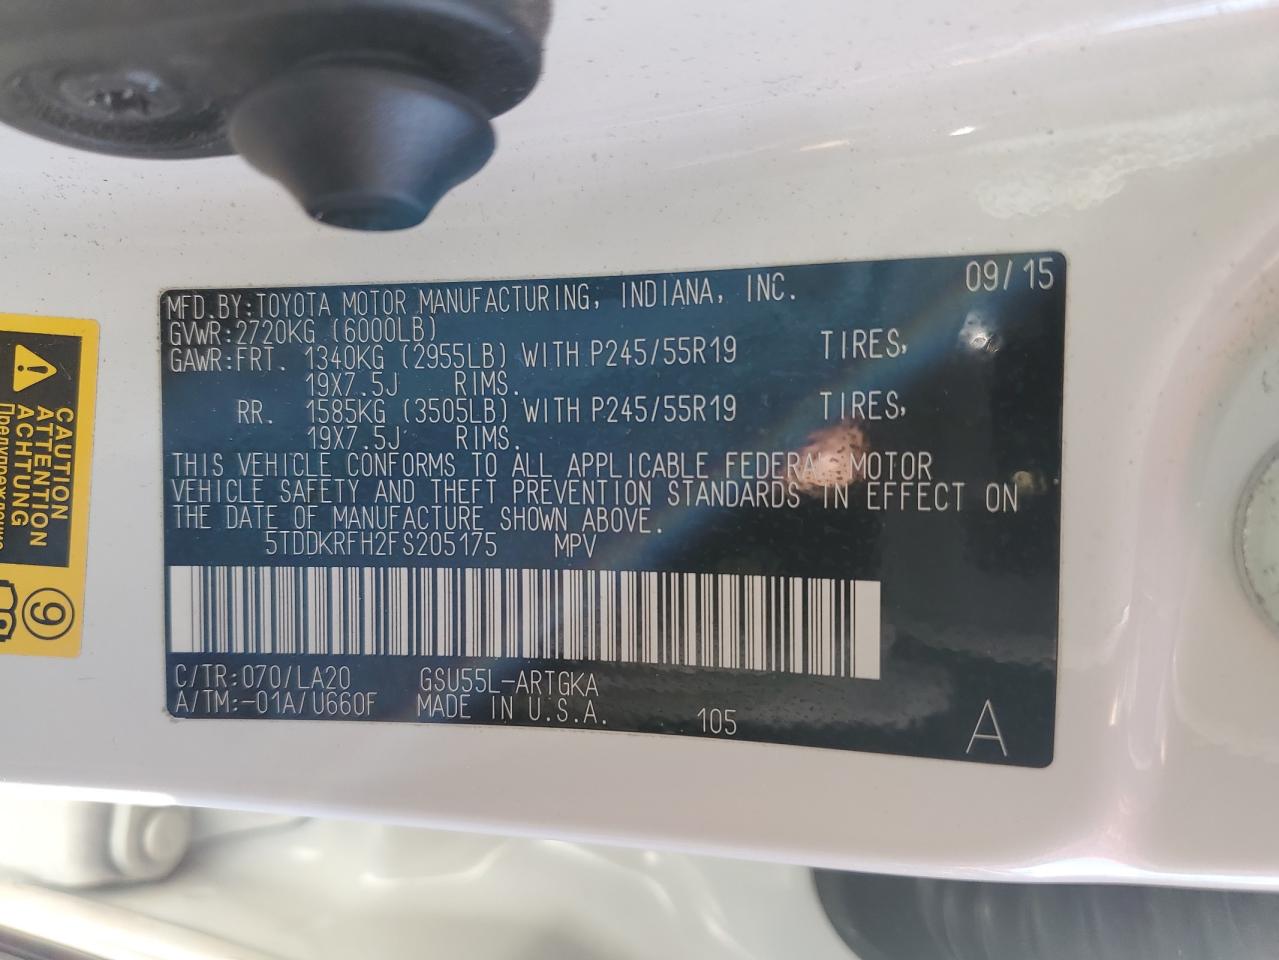 MFD. BY: TOYOTA MOTOR MANUFACTURING, INDIANA, INC. 09/15
GVWR: 2720KG (6000LB)
GAWR: FRT. 1340KG (2955LB) WITH P245/55R19 TIRES,
19X7.5J RIMS.
RR. 1585KG (3505LB) WITH P245/55R19 TIRES,
19X7.5J RIMS.
THIS VEHICLE CONFORMS TO ALL APPLICABLE FEDERAL MOTOR
VEHICLE SAFETY AND THEFT PREVENTION STANDARDS IN EFFECT ON
THE DATE OF MANUFACTURE SHOWN ABOVE.
5TDDKRFH2FS205175 MPV
C/TR: 070/LA20 GSU55L-ARTGKA
A/TM: -01A/U660F MADE IN U.S.A. 105 A
CAUTION
ATTENTION
ACHTUNG
9